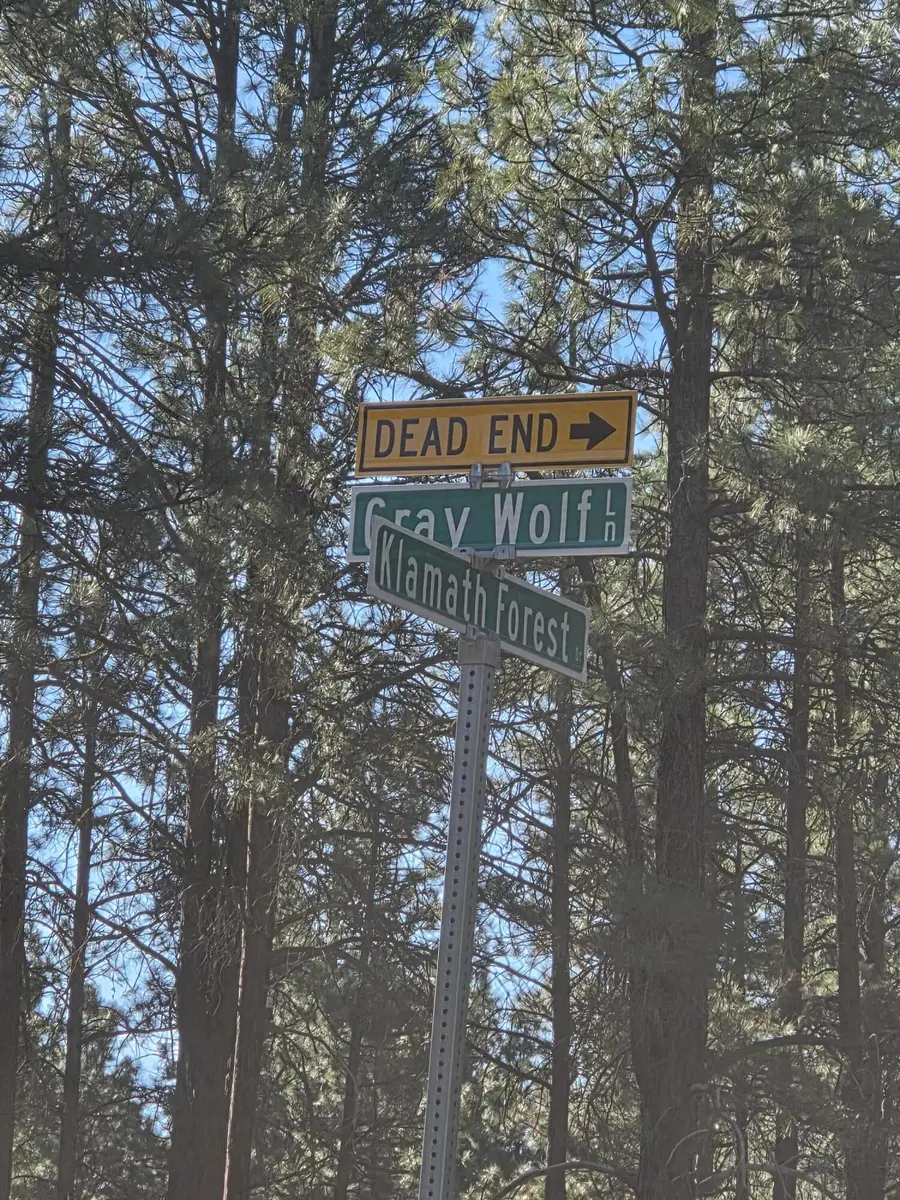 DEAD END
Gray Wolf Ln
Klamath Forest